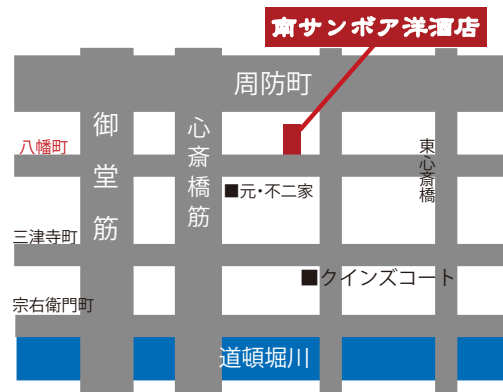 南サンボア洋酒店
周防町
御堂筋
心斎橋筋
八幡町
東心斎橋
■元・不二家
三津寺町
■クインズコート
宗右衛門町
道頓堀川